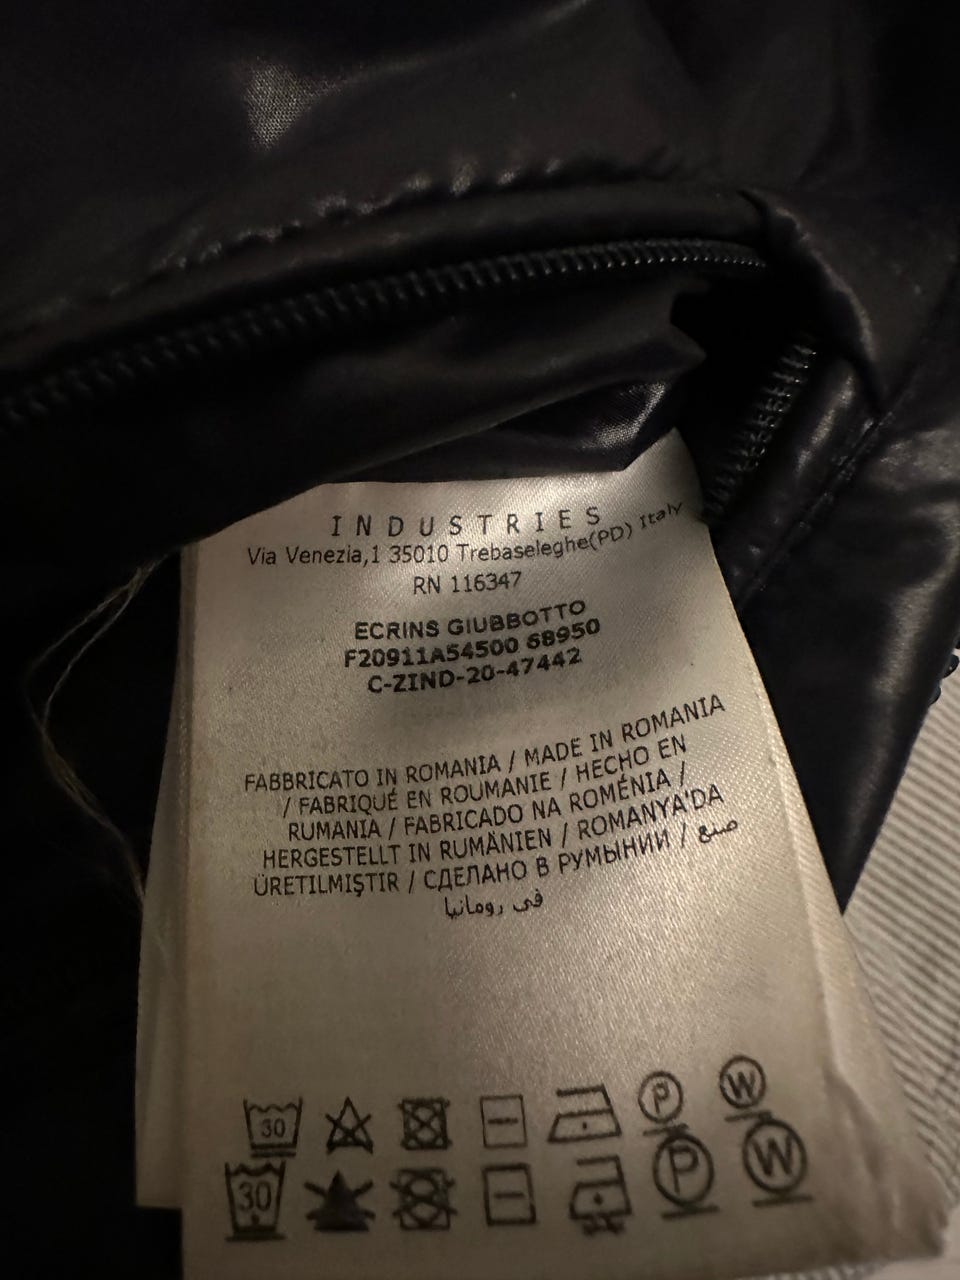 INDUSTRIES
Via Venezia,1 35010 Trebaseleghe(PD) Italy
RN 116347
ECRINS GIUBBOTTO
F20911A54500 68950
C-ZIND-20-47442
FABBRICATO IN ROMANIA / MADE IN ROMANIA
/ FABRIQUÉ EN ROUMANIE / HECHO EN
RUMANIA / FABRICADO NA ROMÉNIA /
HERGESTELLT IN RUMÄNIEN / ROMANYA'DA
ÜRETILMIŞTIR / СДЕЛАНО В РУМЫНИИ / صنع
في رومانيا
30 P W
30 P W